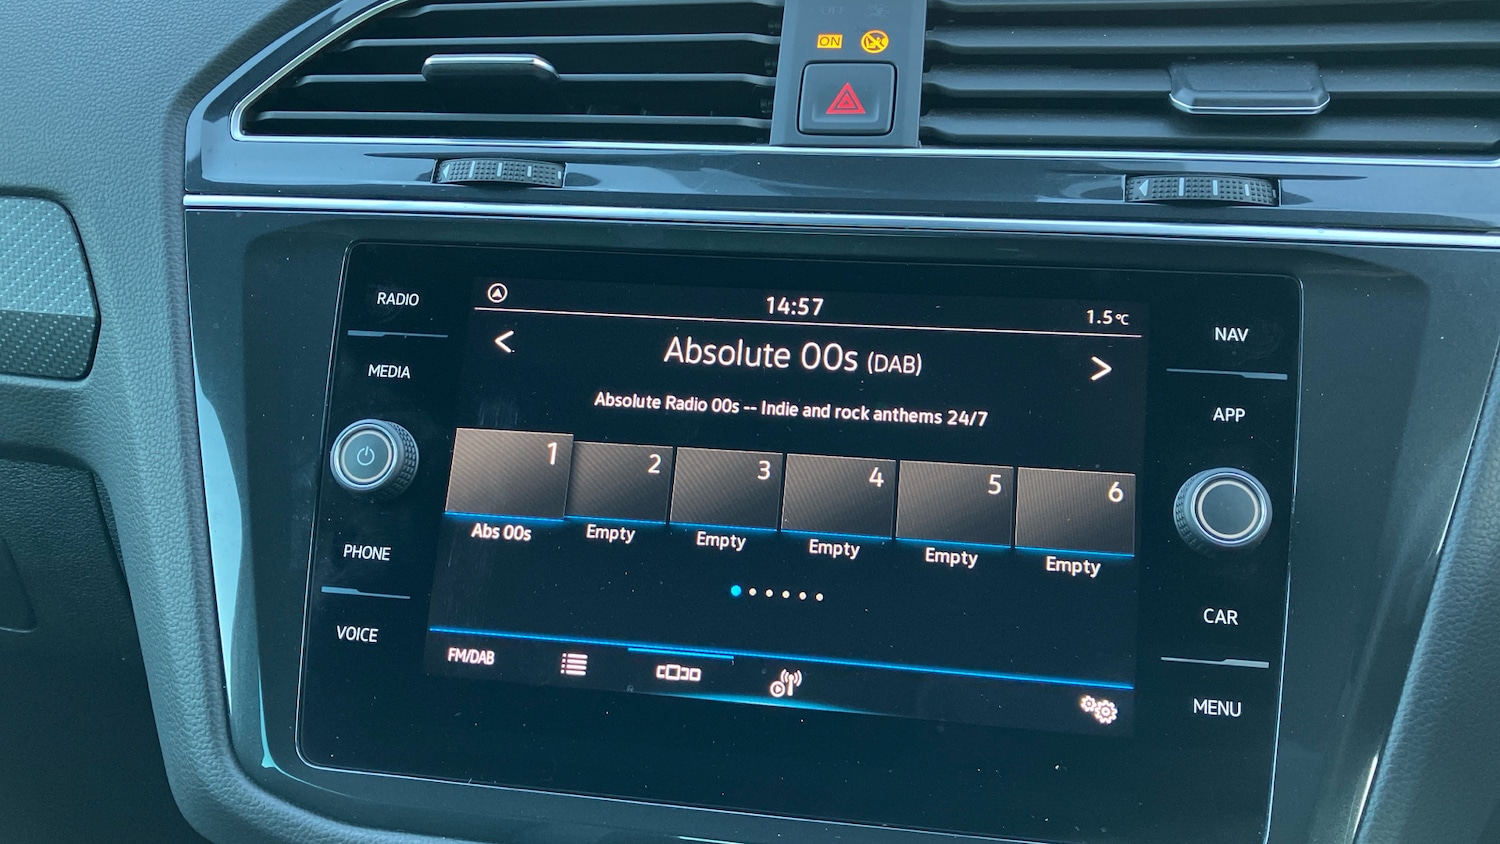 ON
RADIO
MEDIA
PHONE
VOICE
14:57
1.5°C
Absolute 00s (DAB)
Absolute Radio 00s -- Indie and rock anthems 24/7
1
2
3
4
5
6
Abs 00s
Empty
Empty
Empty
Empty
Empty
FM/DAB
NAV
APP
CAR
MENU